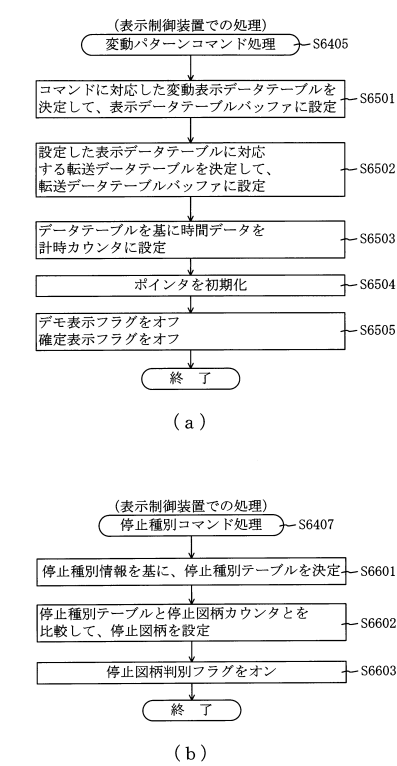 (表示制御装置での処理)
変動パターンコマンド処理
S6405
コマンドに対応した変動表示データテーブルを
決定して、表示データテーブルバッファに設定
S6501
設定した表示データテーブルに対応
する転送データテーブルを決定して、
転送データテーブルバッファに設定
S6502
データテーブルを基に時間データを
計時カウンタに設定
S6503
ポインタを初期化
S6504
デモ表示フラグをオフ
確定表示フラグをオフ
S6505
終 了
(a)
(表示制御装置での処理)
停止種別コマンド処理
S6407
停止種別情報を基に、停止種別テーブルを決定
S6601
停止種別テーブルと停止図柄カウンタとを
比較して、停止図柄を設定
S6602
停止図柄判別フラグをオン
S6603
終 了
(b)